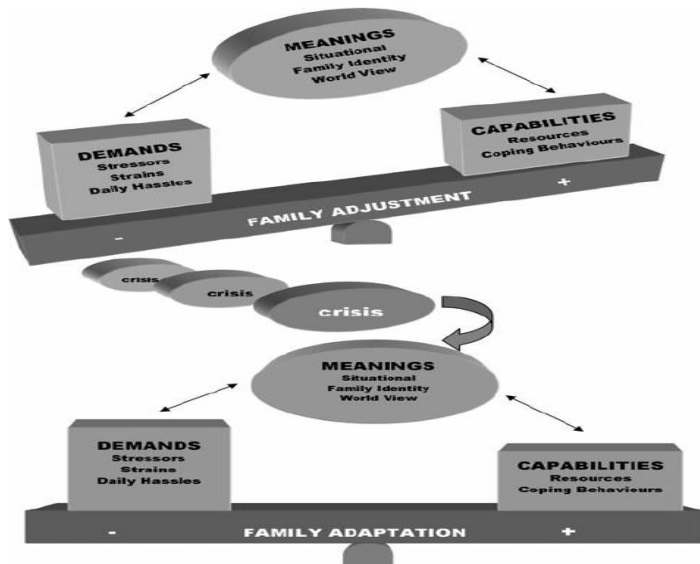 MEANINGS
Situational
Family Identity
World View
DEMANDS
Stressors
Strains
Daily Hassles
CAPABILITIES
Resources
Coping Behaviours
- FAMILY ADJUSTMENT +
crisis
crisis
crisis
MEANINGS
Situational
Family Identity
World View
DEMANDS
Stressors
Strains
Daily Hassles
CAPABILITIES
Resources
Coping Behaviours
- FAMILY ADAPTATION +